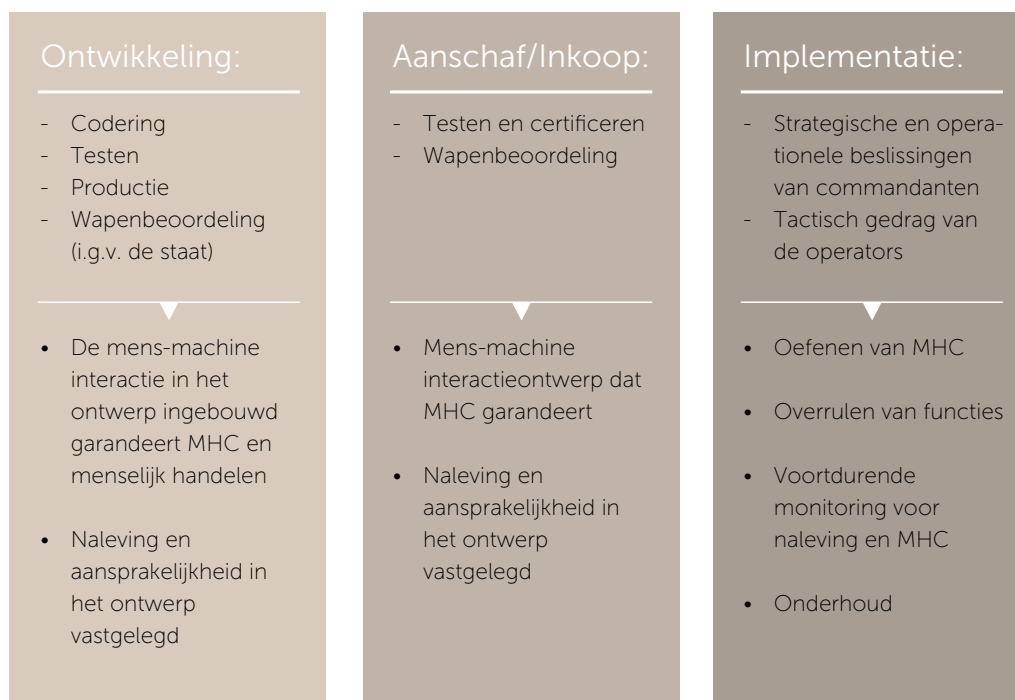 Ontwikkeling:
- Codering
- Testen
- Productie
- Wapenbeoordeling
(i.g.v. de staat)
• De mens-machine
interactie in het
ontwerp ingebouwd
garandeert MHC en
menselijk handelen
• Naleving en
aansprakelijkheid in
het ontwerp
vastgelegd
Aanschaf/Inkoop:
- Testen en certificeren
- Wapenbeoordeling
• Mens-machine
interactieontwerp dat
MHC garandeert
• Naleving en
aansprakelijkheid in
het ontwerp
vastgelegd
Implementatie:
- Strategische en opera-
tionele beslissingen
van commandanten
- Tactisch gedrag van
de operators
• Oefenen van MHC
• Overrulen van functies
• Voortdurende
monitoring voor
naleving en MHC
• Onderhoud